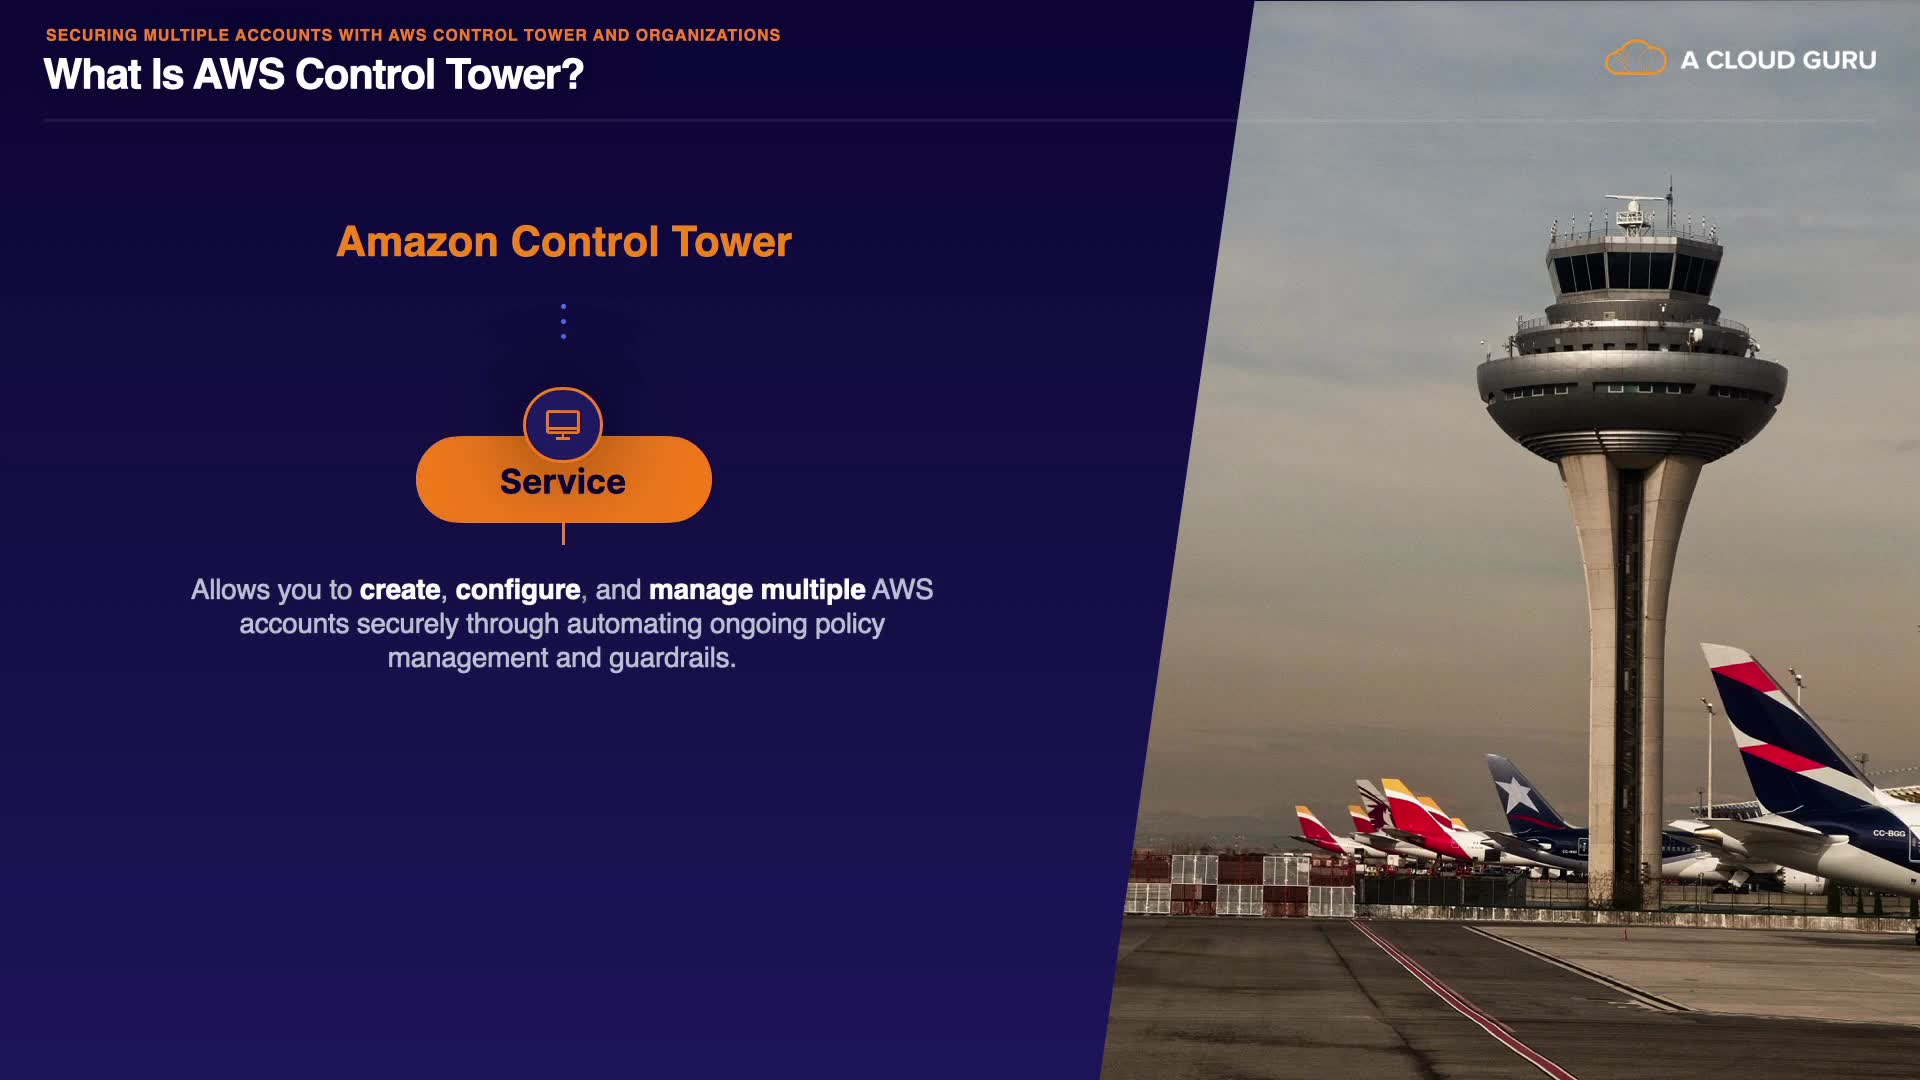 SECURING MULTIPLE ACCOUNTS WITH AWS CONTROL TOWER AND ORGANIZATIONS
What Is AWS Control Tower?
A CLOUD GURU
Amazon Control Tower
Service
Allows you to create, configure, and manage multiple AWS
accounts securely through automating ongoing policy
management and guardrails.
CC-BGG